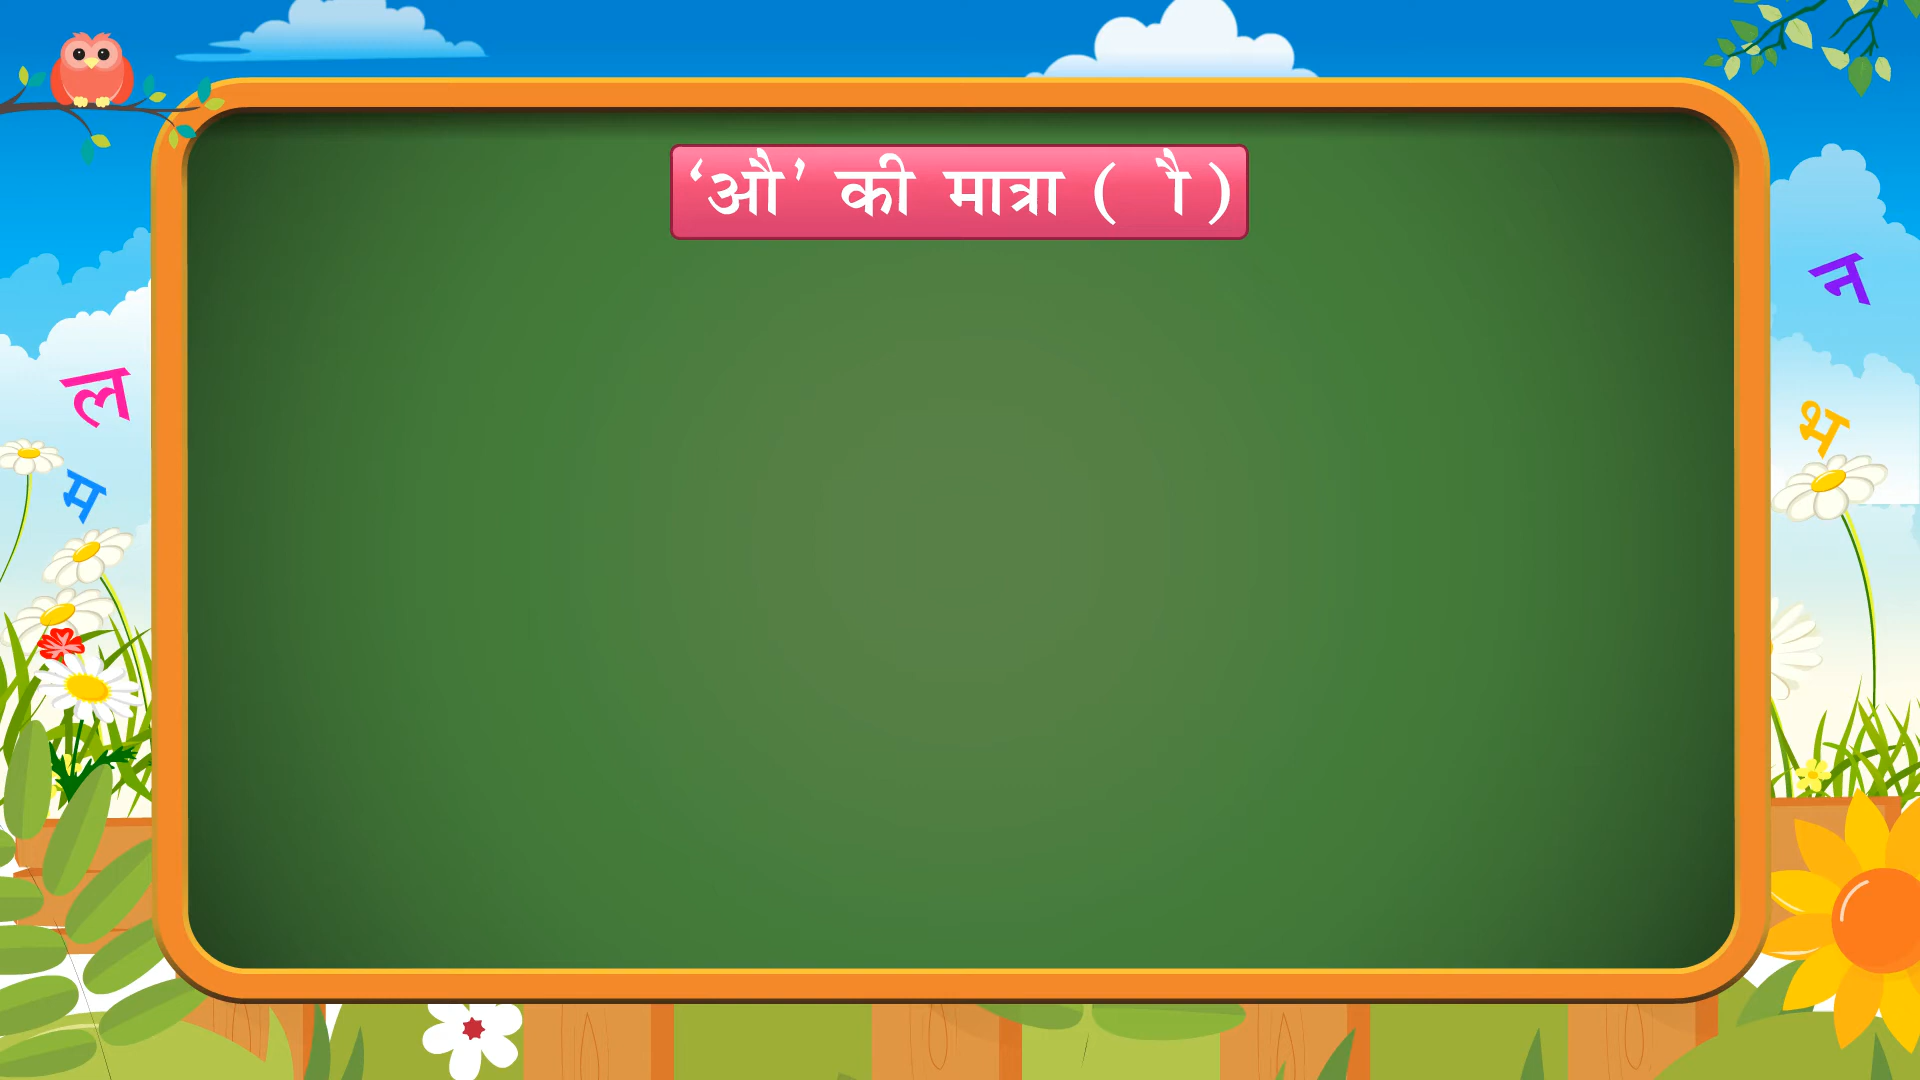 ‘औ’ की मात्रा ( ौ )
ल
म
न
भ